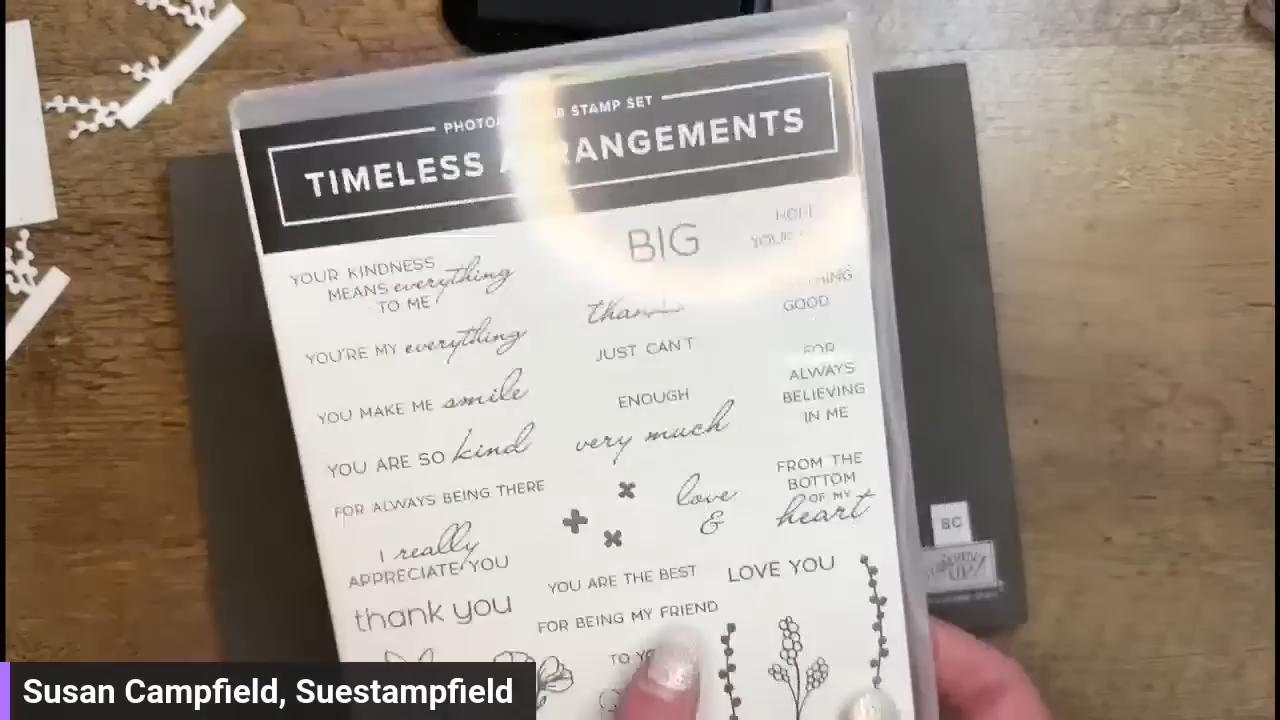 STAMP SET
TIMELESS
YOUR KINDNESS
MEANS everything
TO ME
YOU'RE MY everything
YOU MAKE ME smile
YOU ARE SO kind
FOR ALWAYS BEING THERE
I really
APPRECIATE YOU
thank you
BIG
JUST CAN'T
ENOUGH
very much
love
&
YOU ARE THE BEST
FOR BEING MY FRIEND
TO
GOOD
FOR
ALWAYS
BELIEVING
IN ME
FROM THE
BOTTOM
OF MY
heart
LOVE YOU
SC
UP!
Susan Campfield, Suestampfield